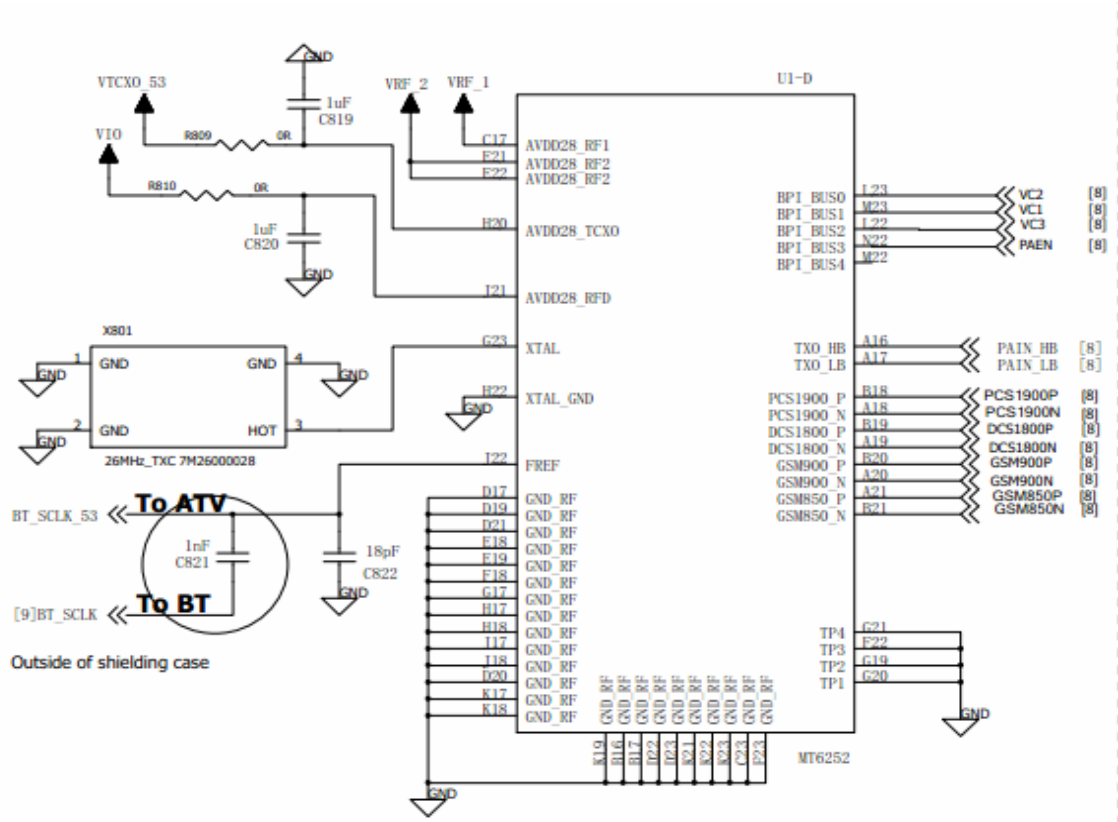 GND
VTCXO_53
1uF
C819
VRF_2
VRF_1
U1-D
R809
0R
VIO
C17
AVDD28_RF1
E21
AVDD28_RF2
E22
AVDD28_RF2
R810
0R
1uF
C820
GND
H20
AVDD28_TCXO
J21
AVDD28_RFD
BPI_BUS0
L23
VC2
[8]
BPI_BUS1
M23
VC1
[8]
BPI_BUS2
L22
VC3
[8]
BPI_BUS3
N22
PAEN
[8]
BPI_BUS4
M22
X801
1
GND
GND
GND
4
GND
2
GND
GND
HOT
3
26MHz_TXC 7M26000028
G23
XTAL
H22
XTAL_GND
GND
TXO_HB
A16
PAIN_HB
[8]
TXO_LB
A17
PAIN_LB
[8]
PCS1900_P
B18
PCS1900P
[8]
PCS1900_N
A18
PCS1900N
[8]
DCS1800_P
B19
DCS1800P
[8]
DCS1800_N
A19
DCS1800N
[8]
GSM900_P
B20
GSM900P
[8]
GSM900_N
A20
GSM900N
[8]
GSM850_P
A21
GSM850P
[8]
GSM850_N
B21
GSM850N
[8]
J22
FREF
BT_SCLK_53
To ATV
1nF
C821
18pF
C822
GND
[9]BT_SCLK
To BT
Outside of shielding case
D17
GND_RF
D19
GND_RF
D21
GND_RF
E18
GND_RF
E19
GND_RF
F18
GND_RF
G17
GND_RF
H17
GND_RF
H18
GND_RF
J17
GND_RF
J18
GND_RF
D20
GND_RF
K17
GND_RF
K18
GND_RF
TP4
G21
TP3
F22
TP2
G19
TP1
G20
GND
GND_RF
GND_RF
GND_RF
GND_RF
GND_RF
GND_RF
GND_RF
GND_RF
GND_RF
GND_RF
K19
B16
B17
D22
D23
K21
K22
K23
C23
F23
MT6252
GND